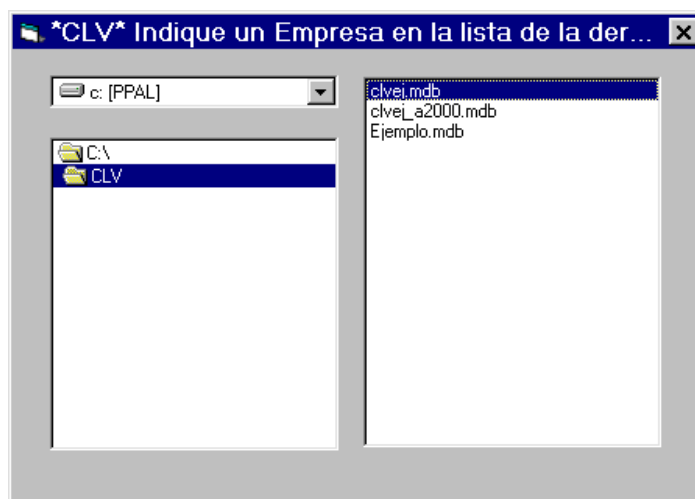 *CLV* Indique un Empresa en la lista de la der...
c: [PPAL]
C:\
CLV
clvej.mdb
clvej_a2000.mdb
Ejemplo.mdb